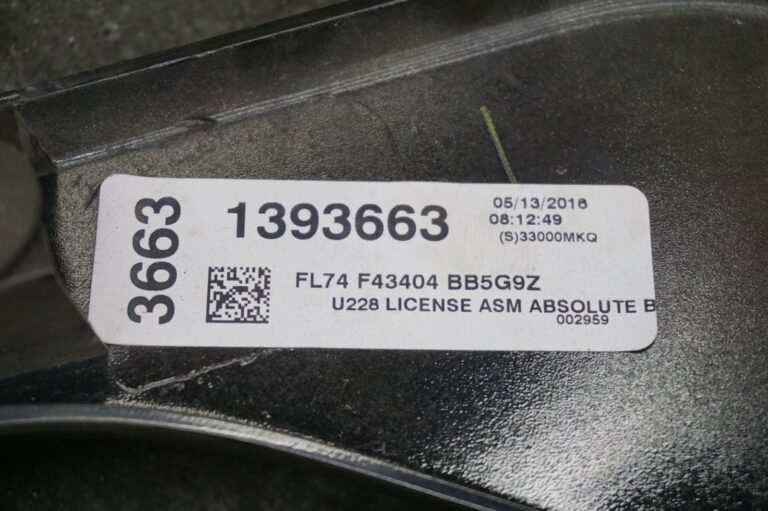 3663
1393663
05/13/2016
08:12:49
(S)33000MKQ
FL74 F43404 BB5G9Z
U228 LICENSE ASM ABSOLUTE B
002959